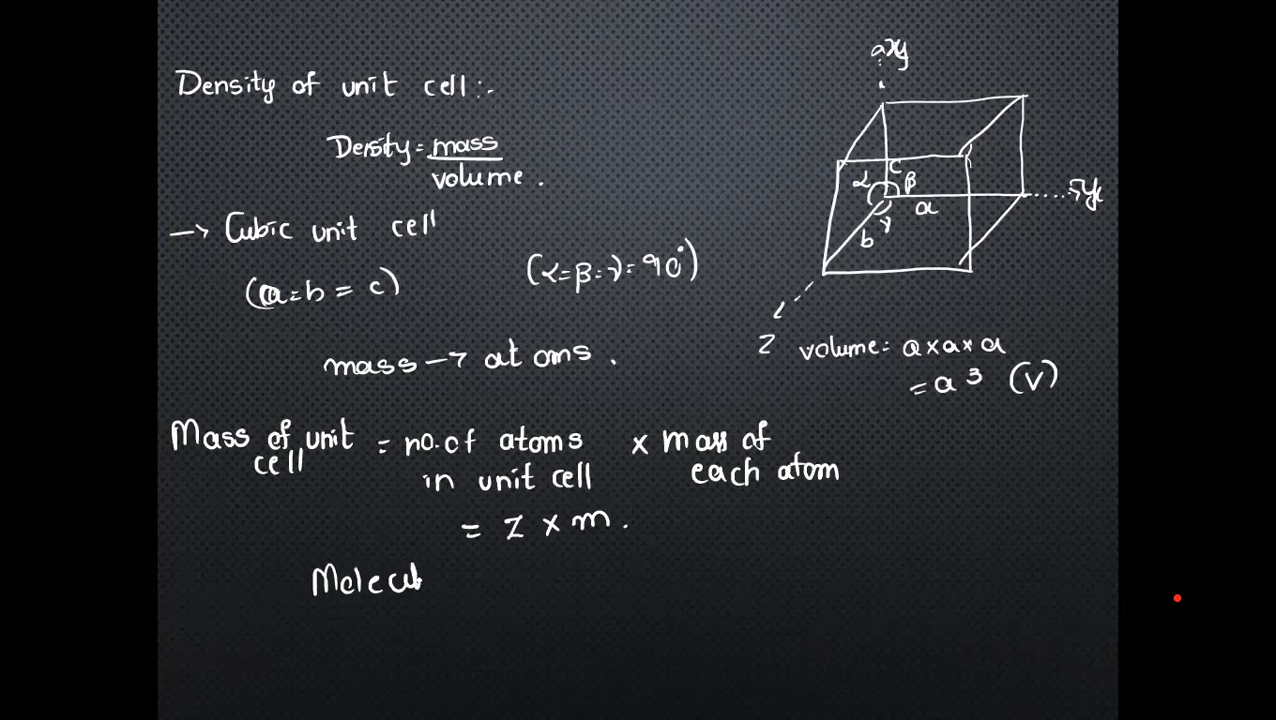 Density of unit cell :-
Density = mass
volume .
→ Cubic unit cell
(a = b = c)
(α = β = γ = 90°)
mass → atoms .
Mass of unit cell = no. of atoms in unit cell × mass of each atom
= Z × m .
Molecul
c
α β
a
γ
b
Z
volume = a × a × a
= a³ (V)